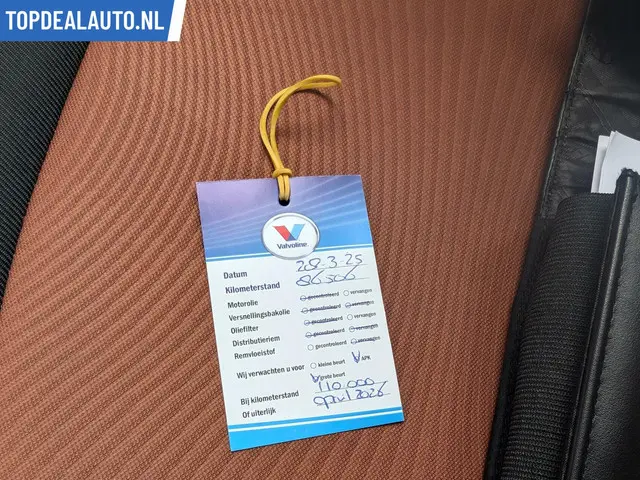 TOPDEALAUTO.NL
Valvoline
Datum 28-3-25
Kilometerstand 86506
Motorolie gecontroleerd vervangen
Versnellingsbakolie gecontroleerd vervangen
Oliefilter gecontroleerd vervangen
Distributieriem gecontroleerd vervangen
Remvloeistof gecontroleerd vervangen
Wij verwachten u voor kleine beurt V APK
V grote beurt
Bij kilometerstand 110.000
Of uiterlijk april 2026